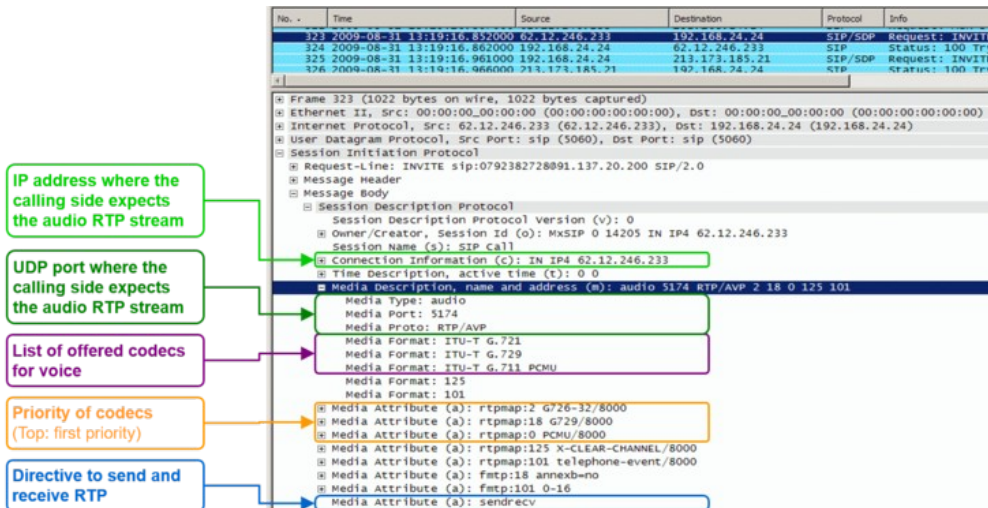 No. - Time Source Destination Protocol Info
323 2009-08-31 13:19:16.852000 62.12.246.233 192.168.24.24 SIP/SDP Request: INVITE
324 2009-08-31 13:19:16.862000 192.168.24.24 62.12.246.233 SIP Status: 100 Tr
325 2009-08-31 13:19:16.961000 192.168.24.24 213.173.185.21 SIP/SDP Request: INVITE
326 2009-08-31 13:19:16.966000 213.173.185.21 192.168.24.24 SIP Status: 100 Tr
Frame 323 (1022 bytes on wire, 1022 bytes captured)
Ethernet II, Src: 00:00:00_00:00:00 (00:00:00:00:00:00), Dst: 00:00:00_00:00:00 (00:00:00:00:00:00)
Internet Protocol, Src: 62.12.246.233 (62.12.246.233), Dst: 192.168.24.24 (192.168.24.24)
User Datagram Protocol, Src Port: sip (5060), Dst Port: sip (5060)
Session Initiation Protocol
Request-Line: INVITE sip:0792382728@91.137.20.200 SIP/2.0
Message Header
Message Body
Session Description Protocol
Session Description Protocol Version (v): 0
Owner/Creator, Session Id (o): MxSIP 0 14205 IN IP4 62.12.246.233
Session Name (s): SIP Call
Connection Information (c): IN IP4 62.12.246.233
Time Description, active time (t): 0 0
Media Description, name and address (m): audio 5174 RTP/AVP 2 18 0 125 101
Media Type: audio
Media Port: 5174
Media Proto: RTP/AVP
Media Format: ITU-T G.721
Media Format: ITU-T G.729
Media Format: ITU-T G.711 PCMU
Media Format: 125
Media Format: 101
Media Attribute (a): rtpmap:2 G726-32/8000
Media Attribute (a): rtpmap:18 G729/8000
Media Attribute (a): rtpmap:0 PCMU/8000
Media Attribute (a): rtpmap:125 X-CLEAR-CHANNEL/8000
Media Attribute (a): rtpmap:101 telephone-event/8000
Media Attribute (a): fmtp:18 annexb=no
Media Attribute (a): fmtp:101 0-16
Media Attribute (a): sendrecv
IP address where the
calling side expects
the audio RTP stream
UDP port where the
calling side expects
the audio RTP stream
List of offered codecs
for voice
Priority of codecs
(Top: first priority)
Directive to send and
receive RTP